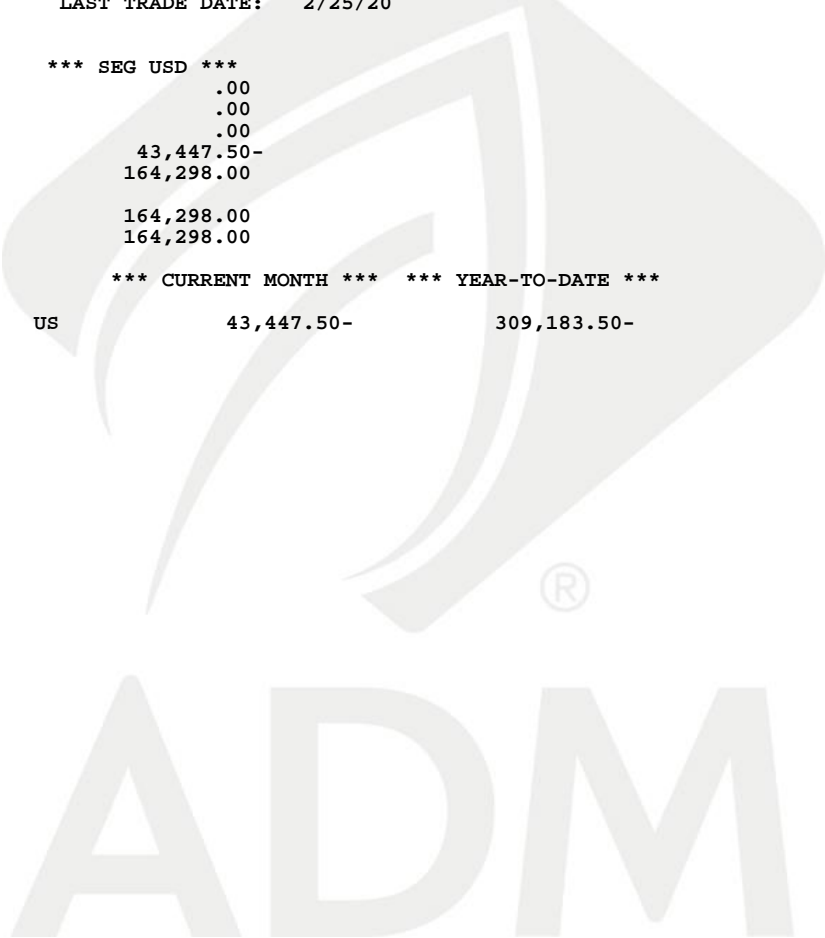 LAST TRADE DATE: 2/25/20
*** SEG USD ***
.00
.00
.00
43,447.50-
164,298.00
164,298.00
164,298.00
*** CURRENT MONTH *** *** YEAR-TO-DATE ***
US 43,447.50- 309,183.50-
®
ADM